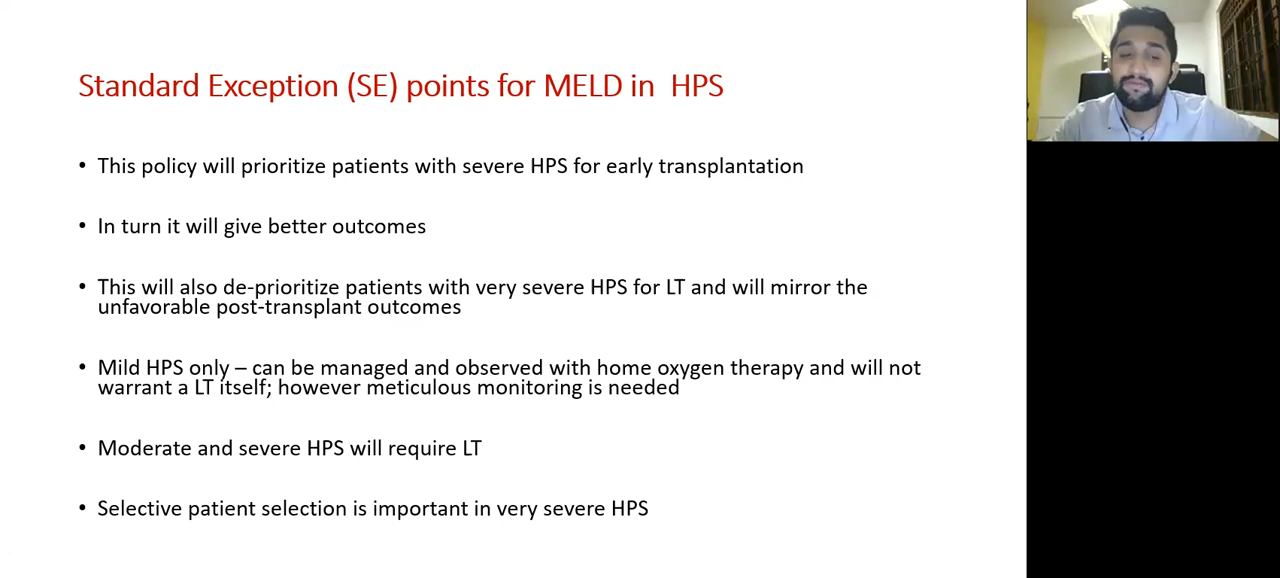 Standard Exception (SE) points for MELD in HPS
• This policy will prioritize patients with severe HPS for early transplantation
• In turn it will give better outcomes
• This will also de-prioritize patients with very severe HPS for LT and will mirror the
unfavorable post-transplant outcomes
• Mild HPS only – can be managed and observed with home oxygen therapy and will not
warrant a LT itself; however meticulous monitoring is needed
• Moderate and severe HPS will require LT
• Selective patient selection is important in very severe HPS